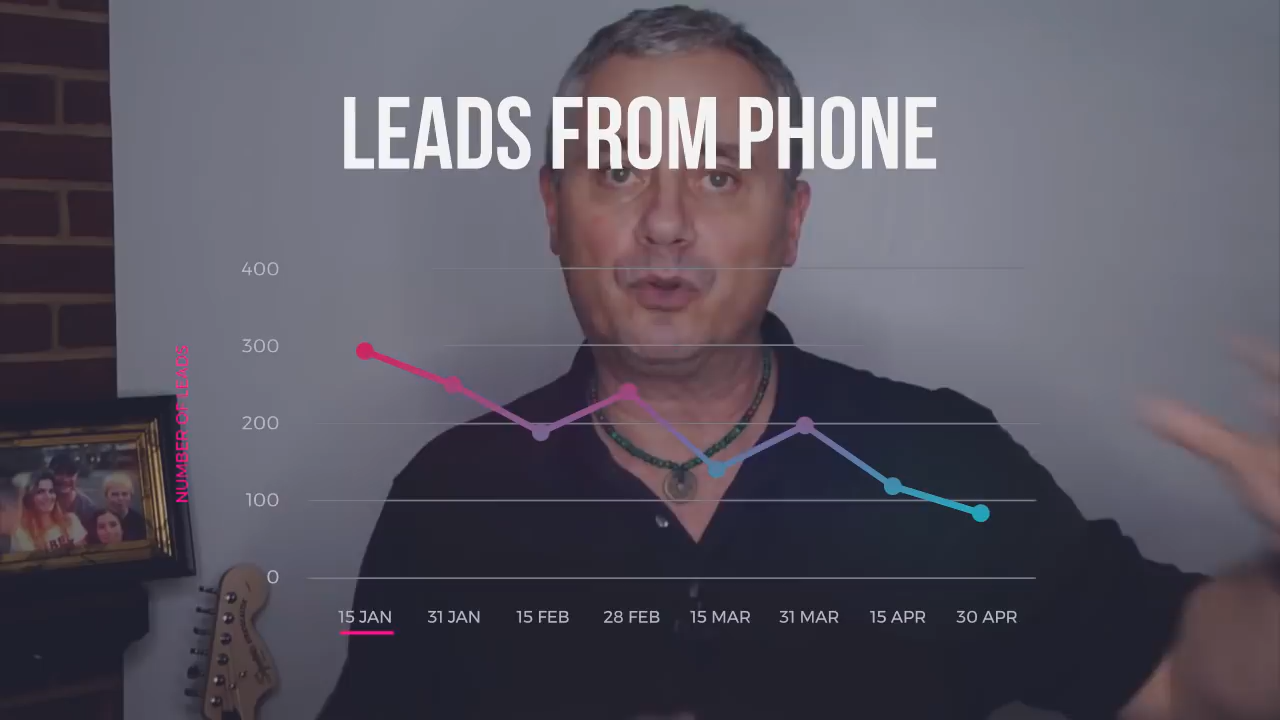 LEADS FROM PHONE
400
300
200
100
0
NUMBER OF LEADS
15 JAN
31 JAN
15 FEB
28 FEB
15 MAR
31 MAR
15 APR
30 APR